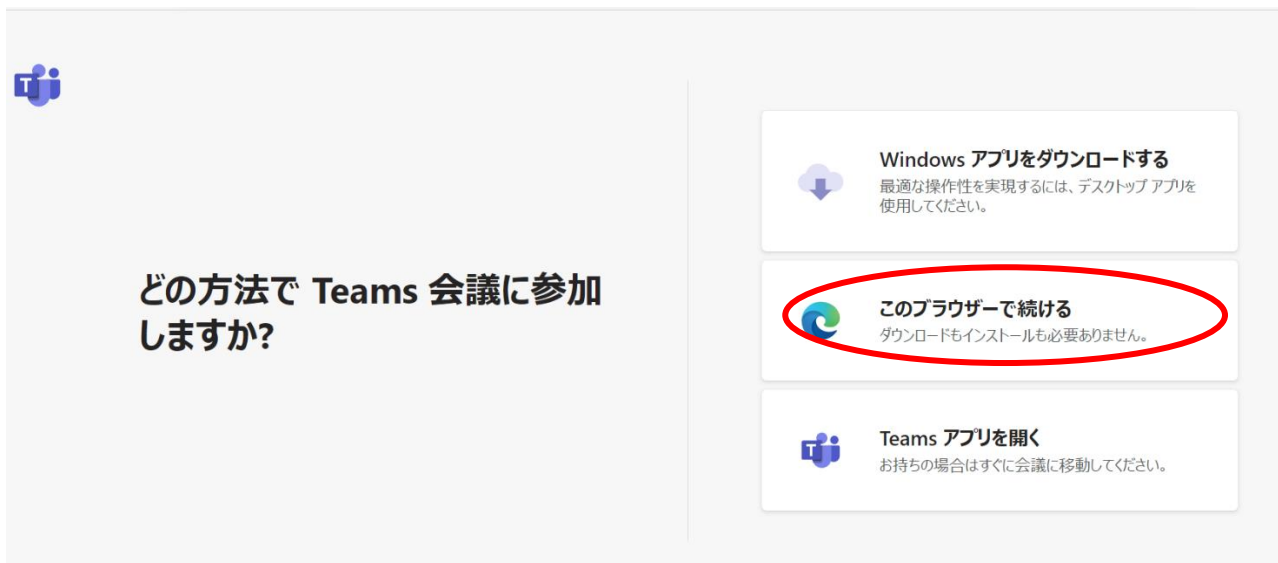 どの方法で Teams 会議に参加
しますか?
Windows アプリをダウンロードする
最適な操作性を実現するには、デスクトップ アプリを
使用してください。
このブラウザーで続ける
ダウンロードもインストールも必要ありません。
Teams アプリを開く
お持ちの場合はすぐに会議に移動してください。